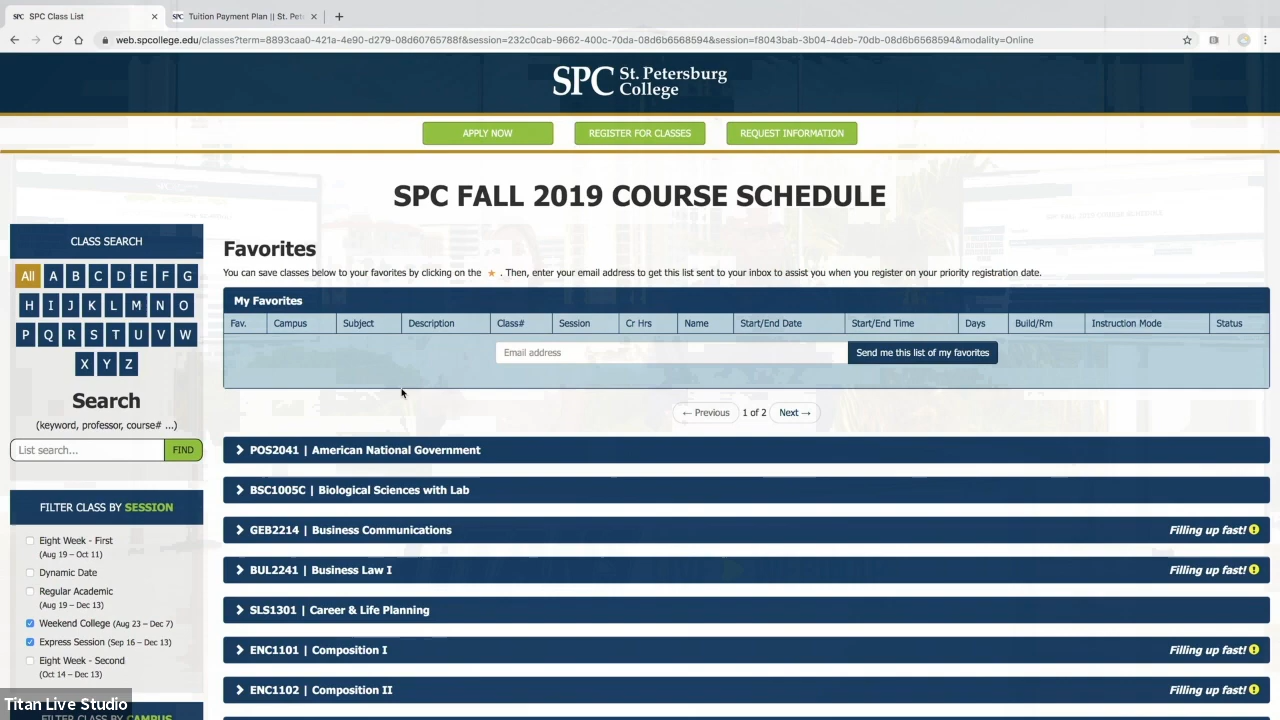 SPC SPC Class List
SPC Tuition Payment Plan || St. Pet
web.spcollege.edu/classes?term=8893caa0-421a-4e90-d279-08d60765788f&session=232c0cab-9662-400c-70da-08d6b6568594&session=f8043bab-3b04-4deb-70db-08d6b6568594&modality=Online
SPC St. Petersburg
College
APPLY NOW
REGISTER FOR CLASSES
REQUEST INFORMATION
SPC FALL 2019 COURSE SCHEDULE
CLASS SEARCH
All A B C D E F G
H I J K L M N O
P Q R S T U V W
X Y Z
Search
(keyword, professor, course# ...)
List search... FIND
FILTER CLASS BY SESSION
Eight Week - First
(Aug 19 – Oct 11)
Dynamic Date
Regular Academic
(Aug 19 – Dec 13)
Weekend College (Aug 23 – Dec 7)
Express Session (Sep 16 – Dec 13)
Eight Week - Second
(Oct 14 – Dec 13)
FILTER CLASS BY CAMPUS
Favorites
You can save classes below to your favorites by clicking on the ★ . Then, enter your email address to get this list sent to your inbox to assist you when you register on your priority registration date.
My Favorites
Fav. Campus Subject Description Class# Session Cr Hrs Name Start/End Date Start/End Time Days Build/Rm Instruction Mode Status
Email address Send me this list of my favorites
← Previous 1 of 2 Next →
POS2041 | American National Government
BSC1005C | Biological Sciences with Lab
GEB2214 | Business Communications Filling up fast!
BUL2241 | Business Law I Filling up fast!
SLS1301 | Career & Life Planning
ENC1101 | Composition I Filling up fast!
ENC1102 | Composition II Filling up fast!
Titan Live Studio